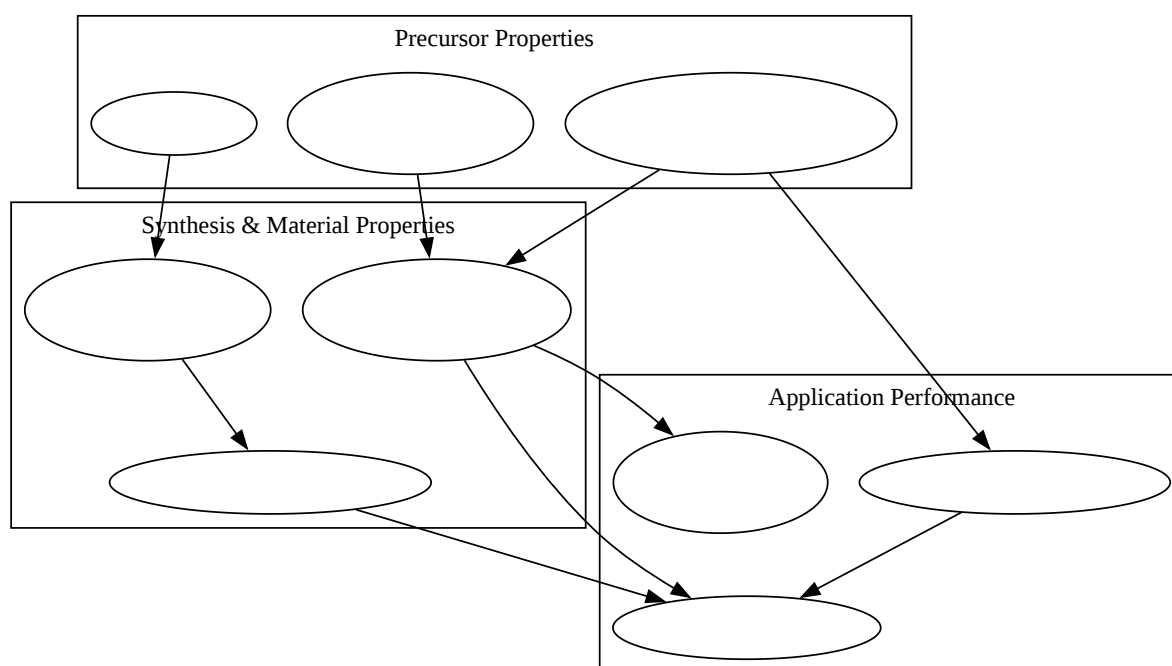 Precursor Properties
Synthesis & Material Properties
Application Performance